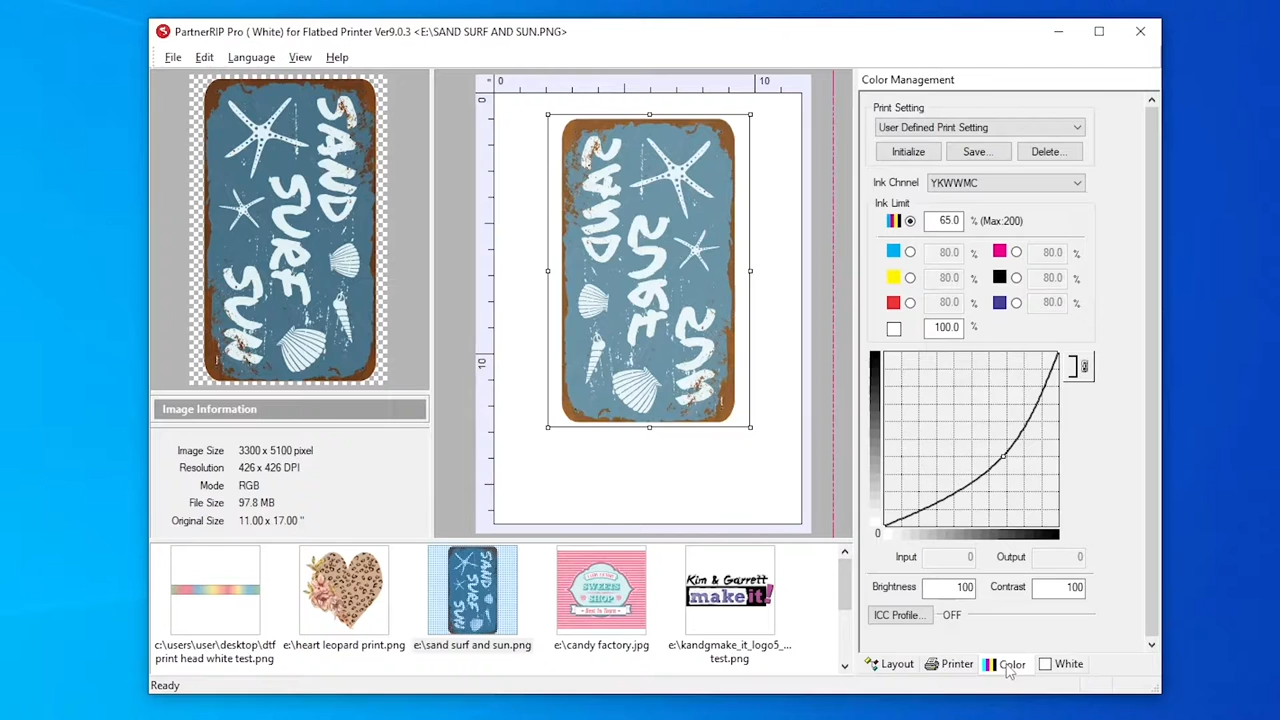 PartnerRIP Pro ( White) for Flatbed Printer Ver9.0.3 <E:\SAND SURF AND SUN.PNG>
File Edit Language View Help
SAND
SURF
SUN
Image Information
Image Size 3300 x 5100 pixel
Resolution 426 x 426 DPI
Mode RGB
File Size 97.8 MB
Original Size 11.00 x 17.00 "
0 10
0
10
SAND
SURF
SUN
Color Management
Print Setting
User Defined Print Setting
Initialize Save... Delete...
Ink Chnnel YKWWMC
Ink Limit
65.0 % (Max:200)
80.0 % 80.0 %
80.0 % 80.0 %
80.0 % 80.0 %
100.0 %
0
Input 0 Output 0
Brightness 100 Contrast 100
ICC Profile... OFF
SWEETS
SHOP
Kim & Garrett
make it!
c:\users\user\desktop\dtf
print head white test.png
e:\heart leopard print.png
e:\sand surf and sun.png
e:\candy factory.jpg
e:\kandgmake_it_logo5_...
test.png
Layout Printer Color White
Ready